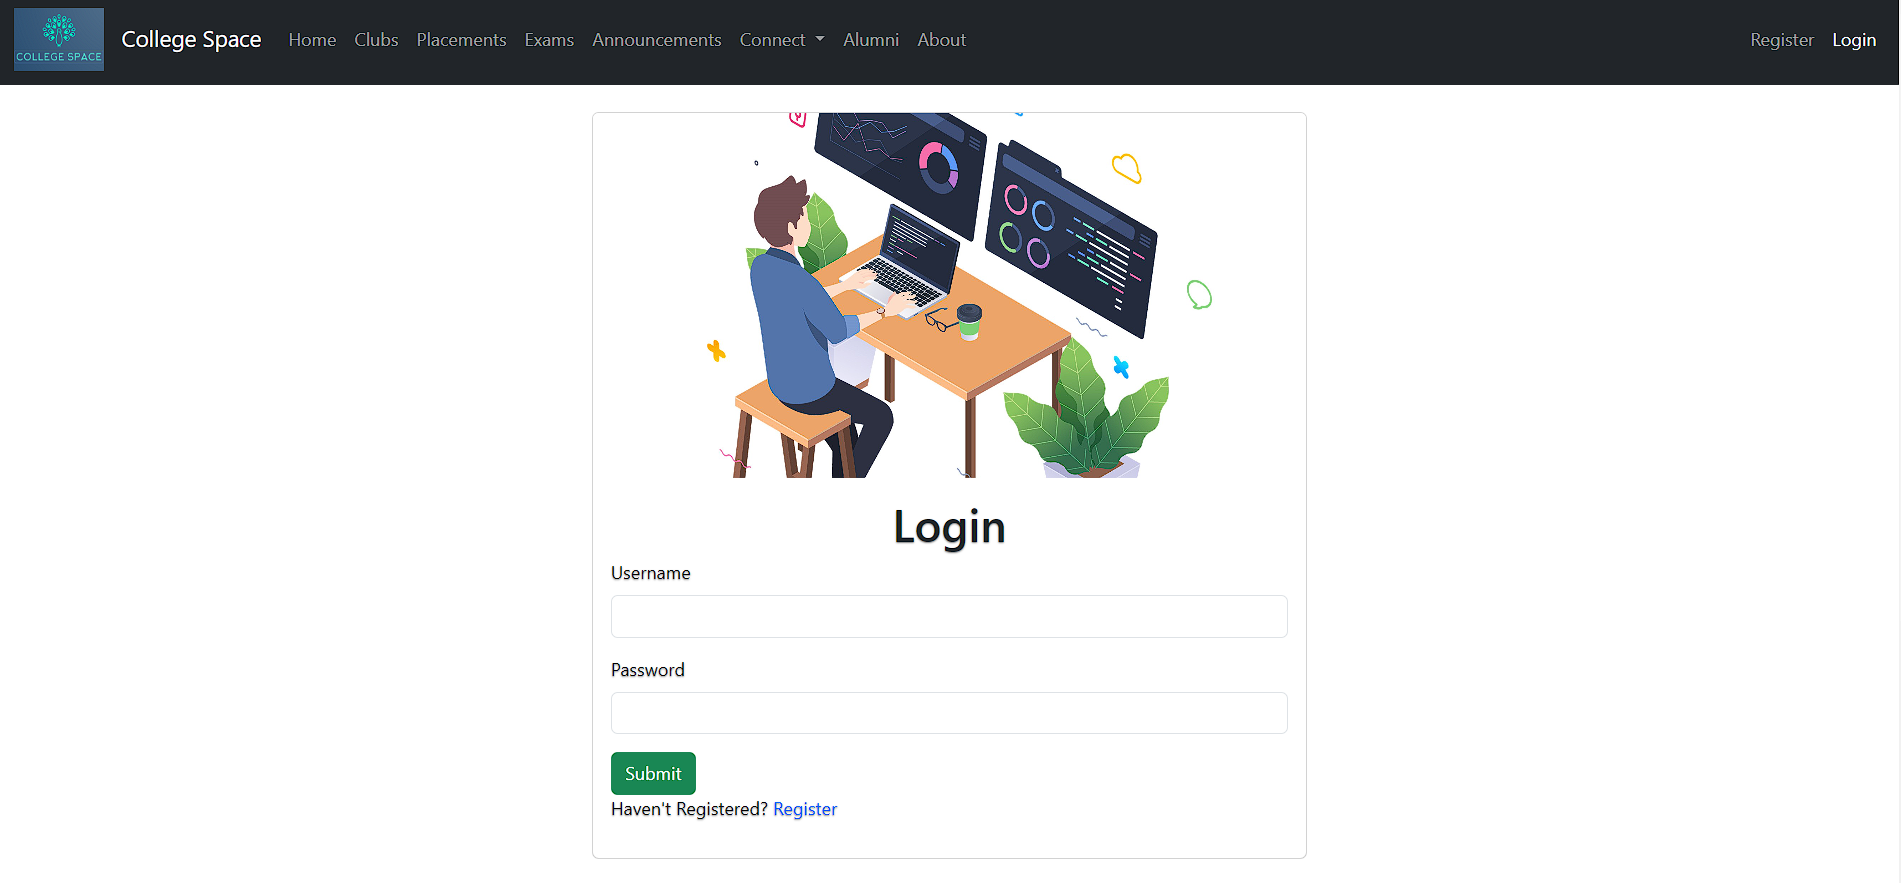 COLLEGE SPACE
College Space Home Clubs Placements Exams Announcements Connect Alumni About Register Login
Login
Username
Password
Submit
Haven't Registered? Register